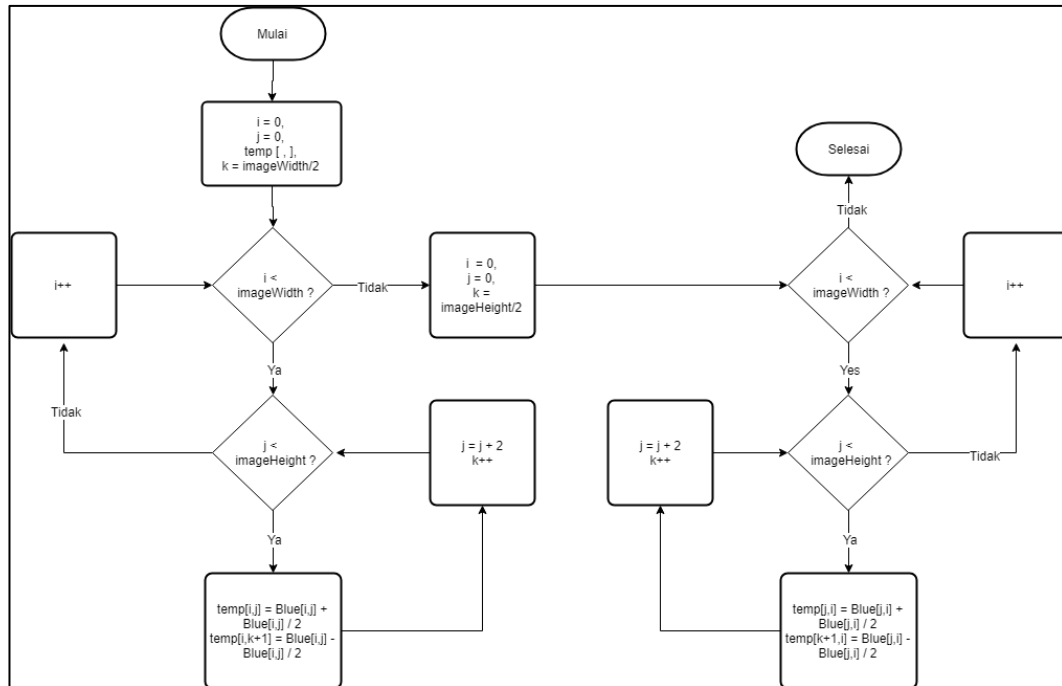 Mulai
i = 0,
j = 0,
temp [ , ],
k = imageWidth/2
i++
i <
imageWidth ?
Tidak
i = 0,
j = 0,
k =
imageHeight/2
Ya
Tidak
j <
imageHeight ?
j = j + 2
k++
Ya
temp[i,j] = Blue[i,j] +
Blue[i,j] / 2
temp[i,k+1] = Blue[i,j] -
Blue[i,j] / 2
Selesai
Tidak
i <
imageWidth ?
i++
Yes
j = j + 2
k++
j <
imageHeight ?
Tidak
Ya
temp[j,i] = Blue[j,i] +
Blue[j,i] / 2
temp[k+1,i] = Blue[j,i] -
Blue[j,i] / 2